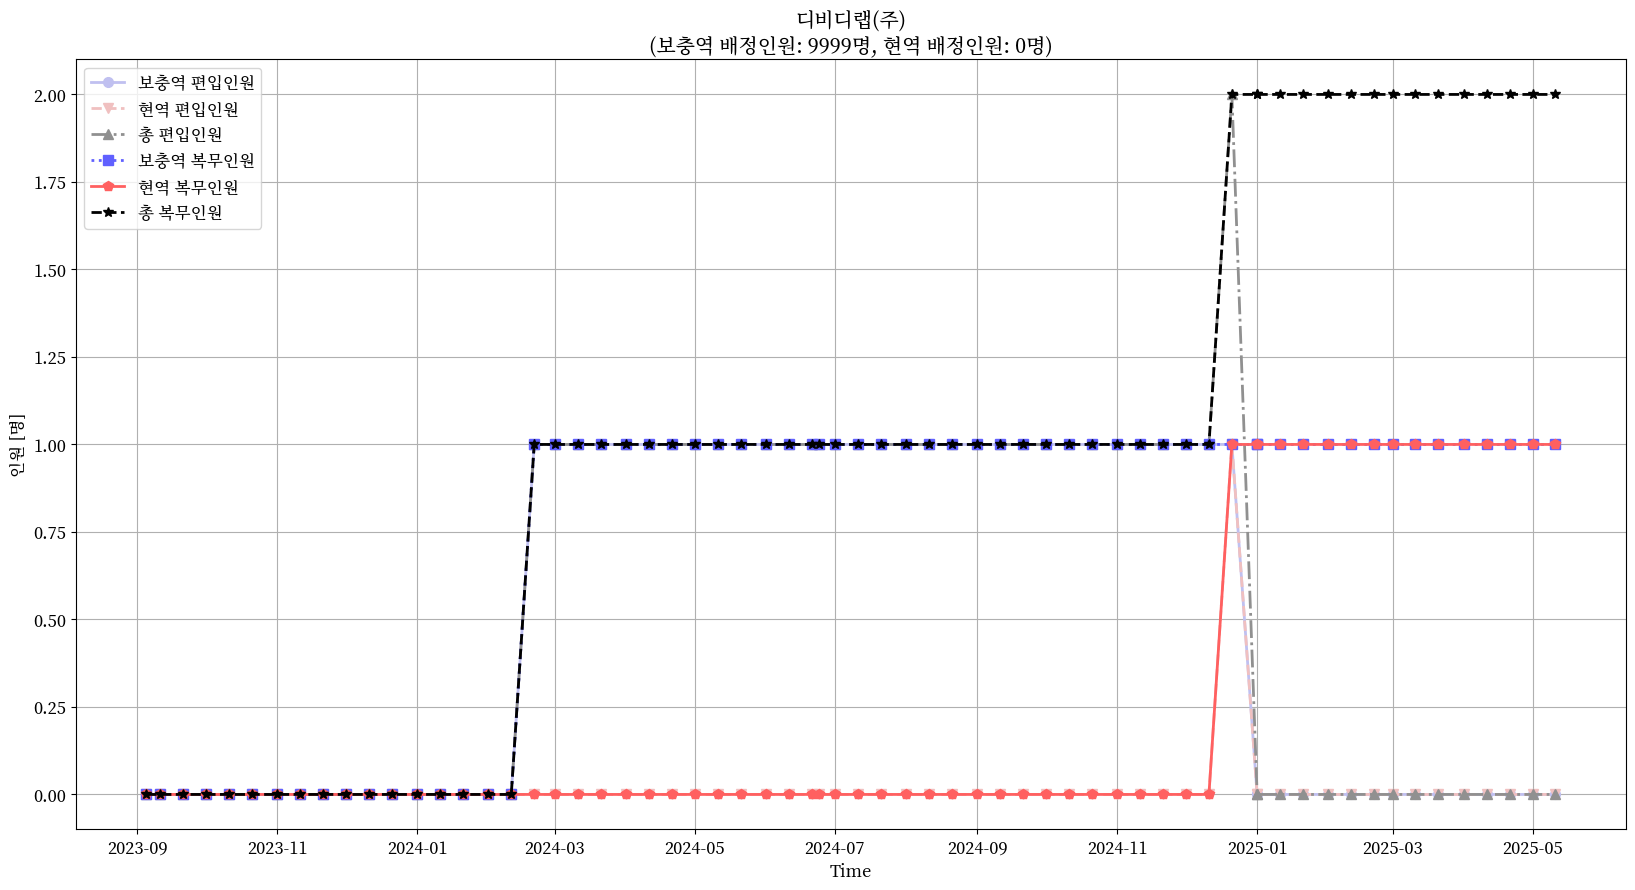 디비디랩(주)
(보충역 배정인원: 9999명, 현역 배정인원: 0명)
보충역 편입인원
현역 편입인원
총 편입인원
보충역 복무인원
현역 복무인원
총 복무인원
인원 [명]
2.00
1.75
1.50
1.25
1.00
0.75
0.50
0.25
0.00
2023-09 2023-11 2024-01 2024-03 2024-05 2024-07 2024-09 2024-11 2025-01 2025-03 2025-05
Time